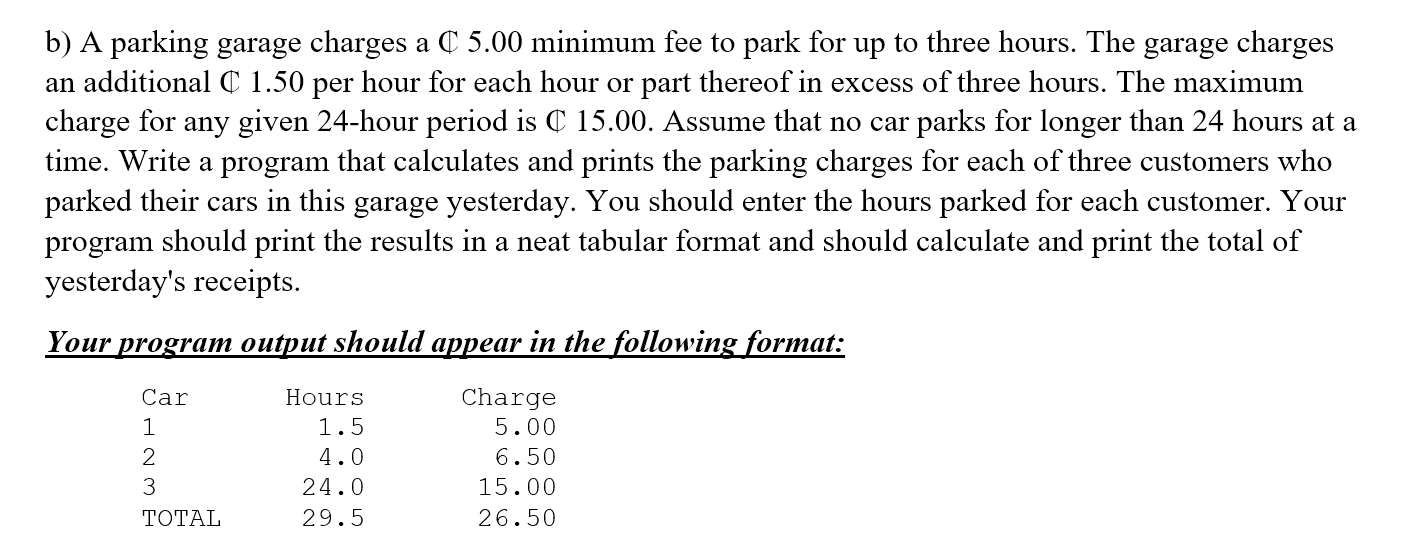 b) A parking garage charges a ₵ 5.00 minimum fee to park for up to three hours. The garage charges
an additional ₵ 1.50 per hour for each hour or part thereof in excess of three hours. The maximum
charge for any given 24-hour period is ₵ 15.00. Assume that no car parks for longer than 24 hours at a
time. Write a program that calculates and prints the parking charges for each of three customers who
parked their cars in this garage yesterday. You should enter the hours parked for each customer. Your
program should print the results in a neat tabular format and should calculate and print the total of
yesterday's receipts.
Your program output should appear in the following format:
Car Hours Charge
1 1.5 5.00
2 4.0 6.50
3 24.0 15.00
TOTAL 29.5 26.50